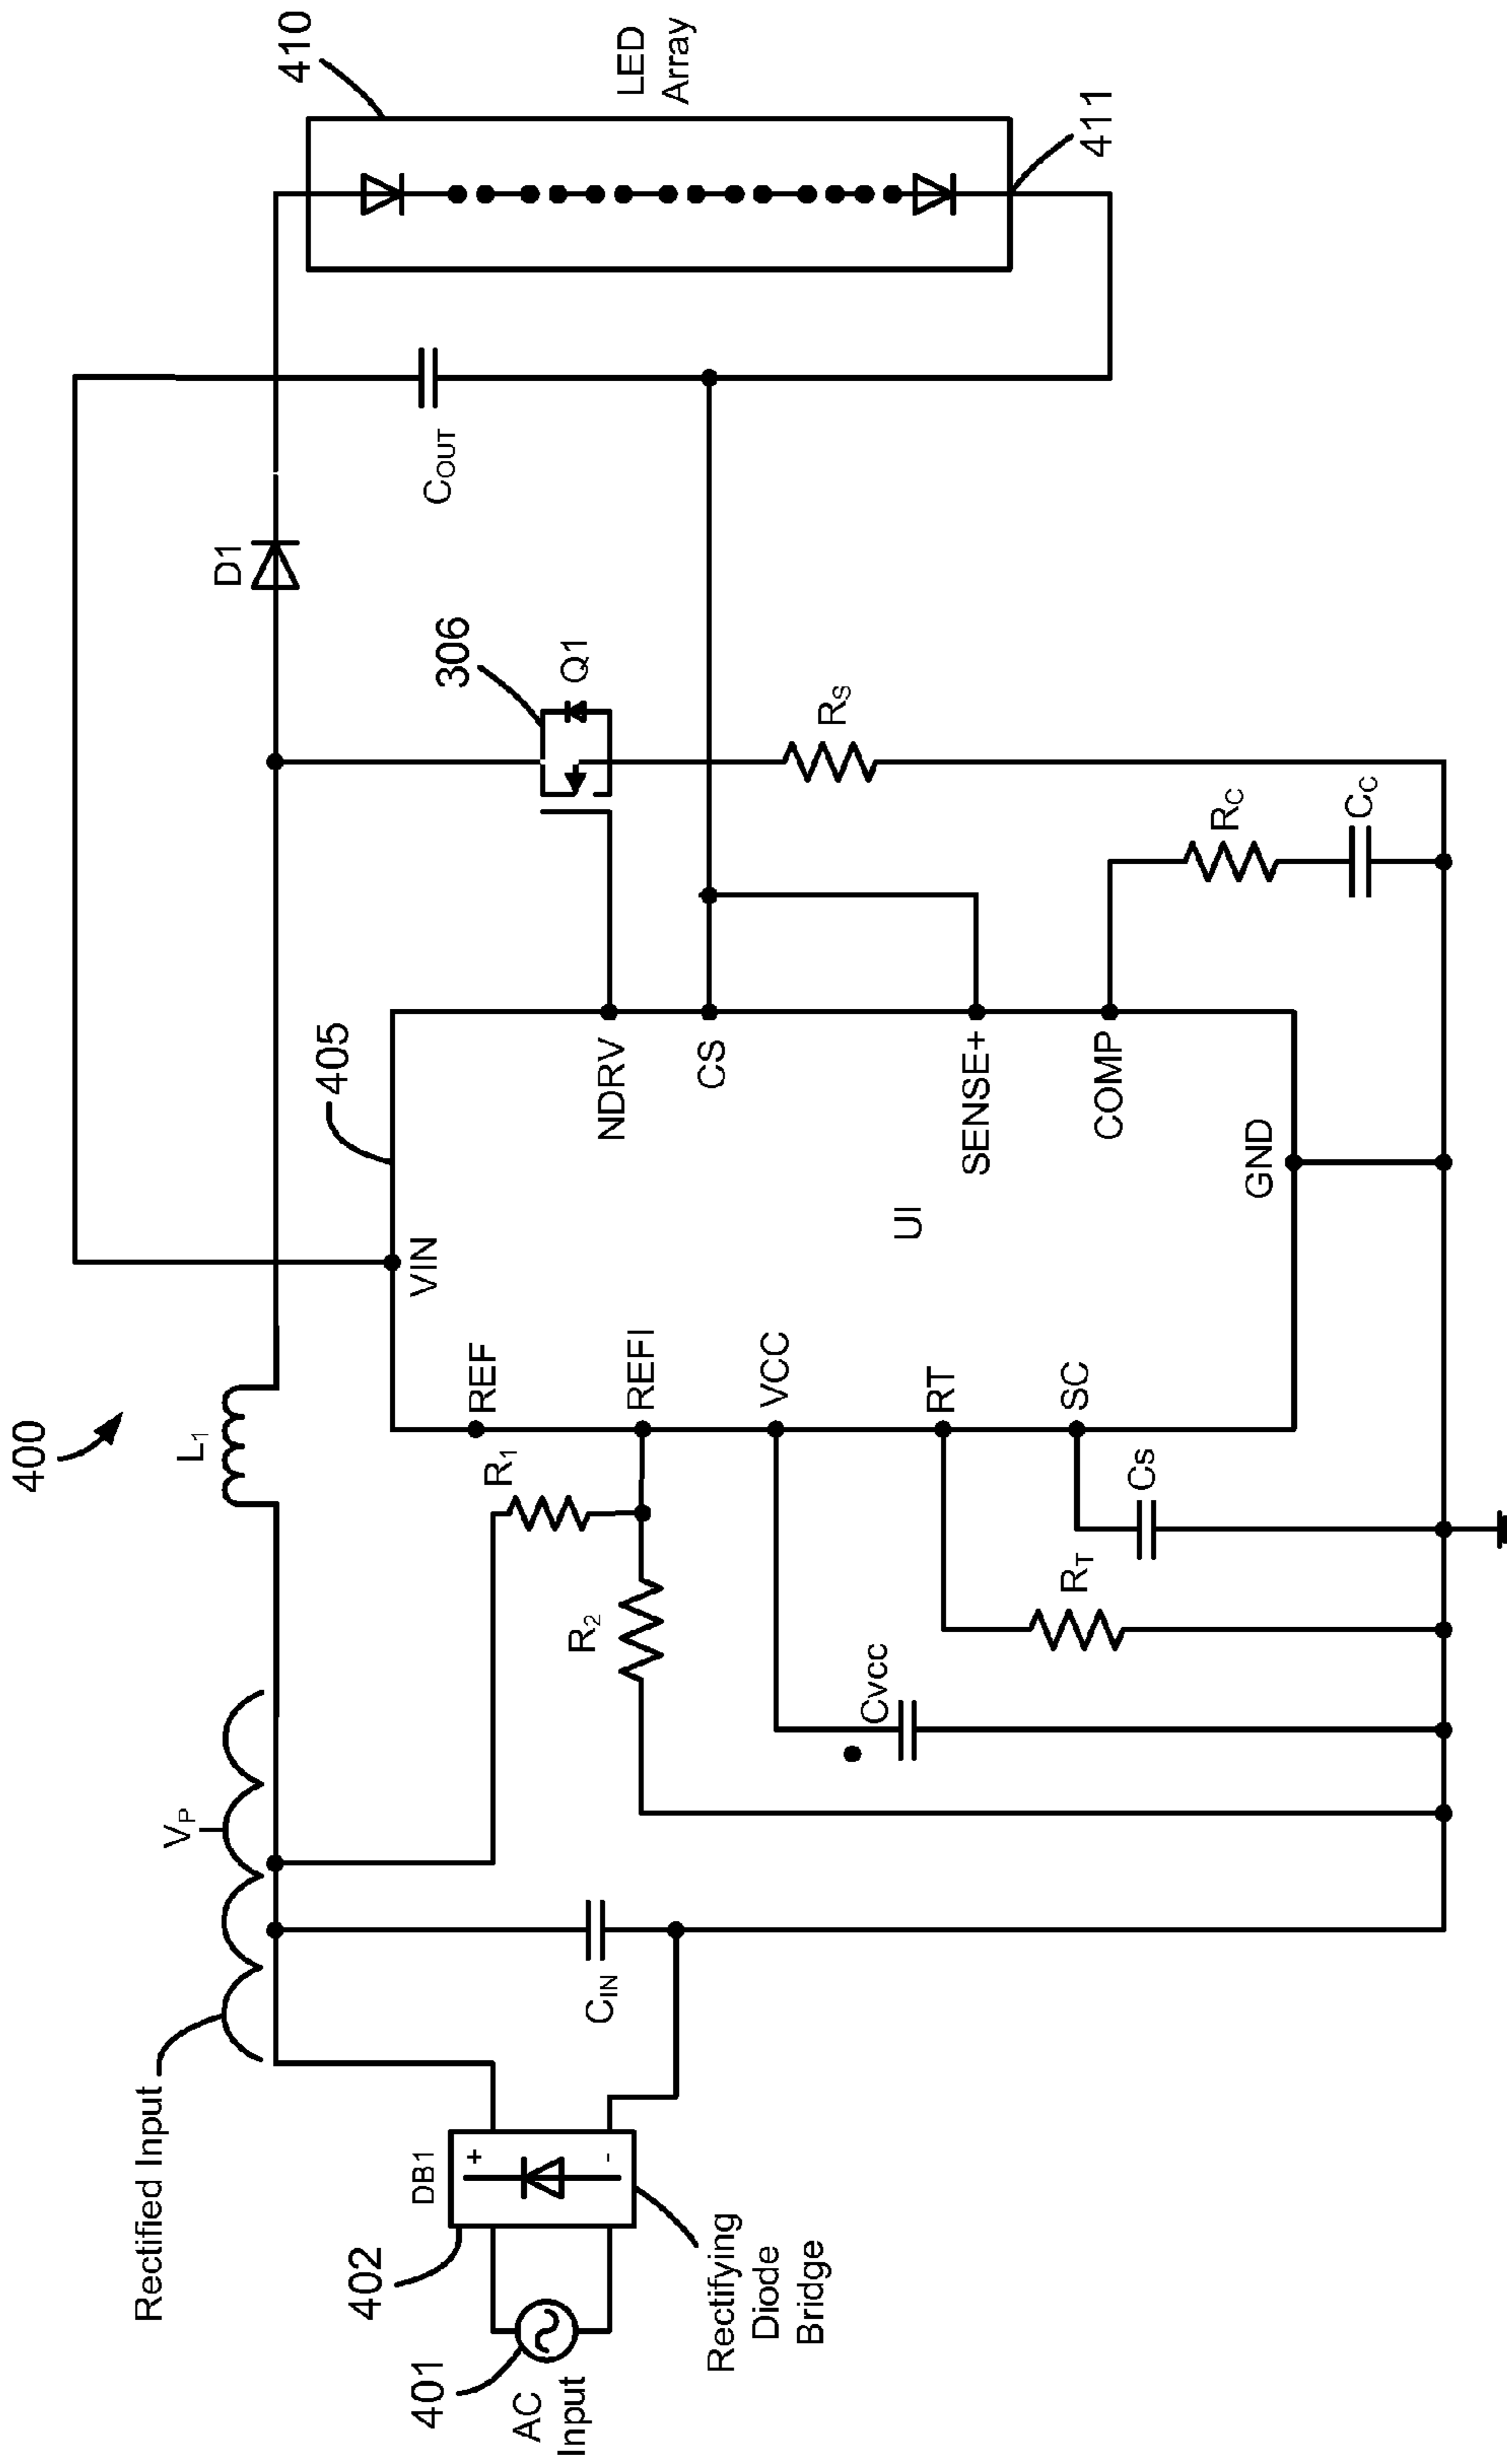 400
Rectified Input
VP
L1
D1
410
LED
Array
411
COUT
306
Q1
RS
RC
CC
405
VIN
NDRV
CS
SENSE+
COMP
GND
UI
REF
REFI
VCC
RT
SC
R1
R2
Cvcc
RT
Cs
CIN
DB1
+
-
402
401
AC
Input
Rectifying
Diode
Bridge